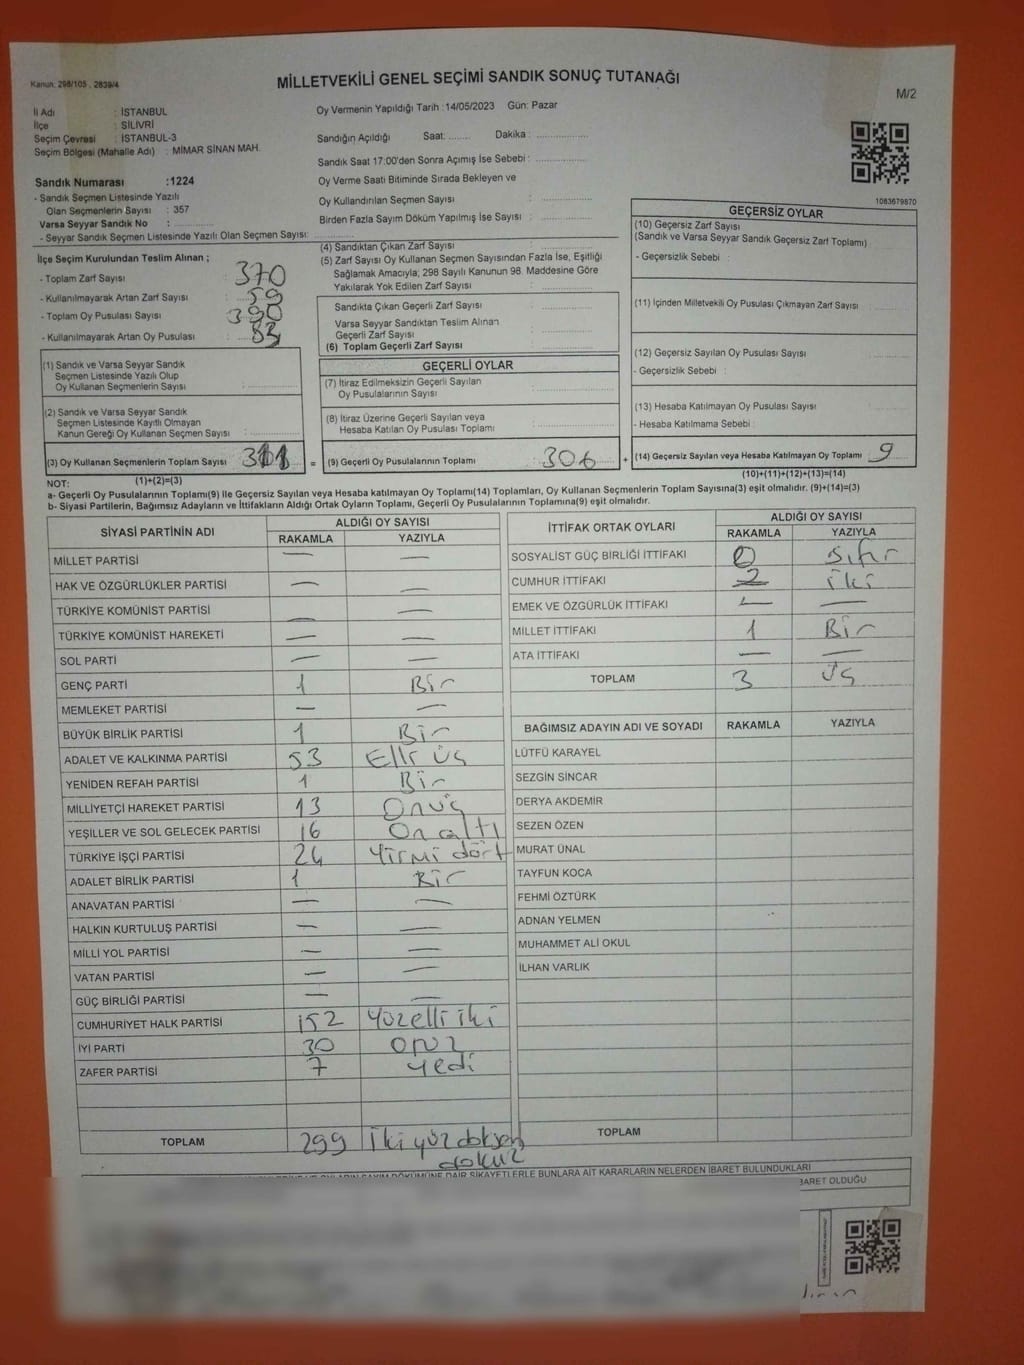 Kanun: 298/105, 2839/4
MİLLETVEKİLİ GENEL SEÇİMİ SANDIK SONUÇ TUTANAĞI
M/2
İl Adı : İSTANBUL
İlçe : SİLİVRİ
Seçim Çevresi : İSTANBUL-3
Seçim Bölgesi (Mahalle Adı) : MİMAR SİNAN MAH.
Sandık Numarası :1224
- Sandık Seçmen Listesinde Yazılı
Olan Seçmenlerin Sayısı : 357
Varsa Seyyar Sandık No : ..............
- Seyyar Sandık Seçmen Listesinde Yazılı Olan Seçmen Sayısı: ..............
Oy Vermenin Yapıldığı Tarih :14/05/2023 Gün: Pazar
Sandığın Açıldığı Saat: ........ Dakika : ..................
Sandık Saat 17:00'den Sonra Açımış İse Sebebi : ..................
Oy Verme Saati Bitiminde Sırada Bekleyen ve
Oy Kullandırılan Seçmen Sayısı : ..................
Birden Fazla Sayım Döküm Yapılmış İse Sayısı : ..................
1083679870
İlçe Seçim Kurulundan Teslim Alınan ;
- Toplam Zarf Sayısı : 370
- Kullanılmayarak Artan Zarf Sayısı : 59
- Toplam Oy Pusulası Sayısı : 390
- Kullanılmayarak Artan Oy Pusulası : 83
(4) Sandıktan Çıkan Zarf Sayısı : ..................
(5) Zarf Sayısı Oy Kullanan Seçmen Sayısından Fazla İse, Eşitliği
Sağlamak Amacıyla; 298 Sayılı Kanunun 98. Maddesine Göre
Yakılarak Yok Edilen Zarf Sayısı : ..................
Sandıkta Çıkan Geçerli Zarf Sayısı : ..................
Varsa Seyyar Sandıktan Teslim Alınan
Geçerli Zarf Sayısı : ..................
(6) Toplam Geçerli Zarf Sayısı : ..................
GEÇERSİZ OYLAR
(10) Geçersiz Zarf Sayısı
(Sandık ve Varsa Seyyar Sandık Geçersiz Zarf Toplamı)
- Geçersizlik Sebebi :
(11) İçinden Milletvekili Oy Pusulası Çıkmayan Zarf Sayısı
(12) Geçersiz Sayılan Oy Pusulası Sayısı
- Geçersizlik Sebebi :
(13) Hesaba Katılmayan Oy Pusulası Sayısı
- Hesaba Katılmama Sebebi
(14) Geçersiz Sayılan veya Hesaba Katılmayan Oy Toplamı 9
(10)+(11)+(12)+(13)=(14)
(1) Sandık ve Varsa Seyyar Sandık
Seçmen Listesinde Yazılı Olup
Oy Kullanan Seçmenlerin Sayısı : ..................
(2) Sandık ve Varsa Seyyar Sandık
Seçmen Listesinde Kayıtlı Olmayan
Kanun Gereği Oy Kullanan Seçmen Sayısı : ..................
(3) Oy Kullanan Seçmenlerin Toplam Sayısı =
(1)+(2)=(3)
GEÇERLİ OYLAR
(7) İtiraz Edilmeksizin Geçerli Sayılan
Oy Pusulalarının Sayısı : ..................
(8) İtiraz Üzerine Geçerli Sayılan veya
Hesaba Katılan Oy Pusulası Toplamı : ..................
(9) Geçerli Oy Pusulalarının Toplamı 306 +
NOT:
a- Geçerli Oy Pusulalarının Toplamı(9) ile Geçersiz Sayılan veya Hesaba katılmayan Oy Toplamı(14) Toplamları, Oy Kullanan Seçmenlerin Toplam Sayısına(3) eşit olmalıdır. (9)+(14)=(3)
b- Siyasi Partilerin, Bağımsız Adayların ve İttifakların Aldığı Ortak Oyların Toplamı, Geçerli Oy Pusulalarının Toplamına(9) eşit olmalıdır.
SİYASİ PARTİNİN ADI ALDIĞI OY SAYISI
RAKAMLA YAZIYLA
MİLLET PARTİSİ — —
HAK VE ÖZGÜRLÜKLER PARTİSİ — —
TÜRKİYE KOMÜNİST PARTİSİ — —
TÜRKİYE KOMÜNİST HAREKETİ — —
SOL PARTİ — —
GENÇ PARTİ 1 Bir
MEMLEKET PARTİSİ — —
BÜYÜK BİRLİK PARTİSİ 1 Bir
ADALET VE KALKINMA PARTİSİ 53 Elli üç
YENİDEN REFAH PARTİSİ 1 Bir
MİLLİYETÇİ HAREKET PARTİSİ 13 Onüç
YEŞİLLER VE SOL GELECEK PARTİSİ 16 On altı
TÜRKİYE İŞÇİ PARTİSİ 24 Yirmi dört
ADALET BİRLİK PARTİSİ 1 Bir
ANAVATAN PARTİSİ — —
HALKIN KURTULUŞ PARTİSİ — —
MİLLİ YOL PARTİSİ — —
VATAN PARTİSİ — —
GÜÇ BİRLİĞİ PARTİSİ — —
CUMHURİYET HALK PARTİSİ 152 Yüzelli iki
İYİ PARTİ 30 Otuz
ZAFER PARTİSİ 7 Yedi
TOPLAM 299 İki yüz doksan
dokuz
İTTİFAK ORTAK OYLARI ALDIĞI OY SAYISI
RAKAMLA YAZIYLA
SOSYALİST GÜÇ BİRLİĞİ İTTİFAKI 0 Sıfır
CUMHUR İTTİFAKI 2 iki
EMEK VE ÖZGÜRLÜK İTTİFAKI — —
MİLLET İTTİFAKI 1 Bir
ATA İTTİFAKI — —
TOPLAM 3 Üç
BAĞIMSIZ ADAYIN ADI VE SOYADI RAKAMLA YAZIYLA
LÜTFÜ KARAYEL
SEZGİN SİNCAR
DERYA AKDEMİR
SEZEN ÖZEN
MURAT ÜNAL
TAYFUN KOCA
FEHMİ ÖZTÜRK
ADNAN YELMEN
MUHAMMET ALİ OKUL
İLHAN VARLIK
TOPLAM
SAYIM DÖKÜMÜNE DAİR ŞİKAYETLERLE BUNLARA AİT KARARLARIN NELERDEN İBARET BULUNDUKLARI
BARET OLDUĞU